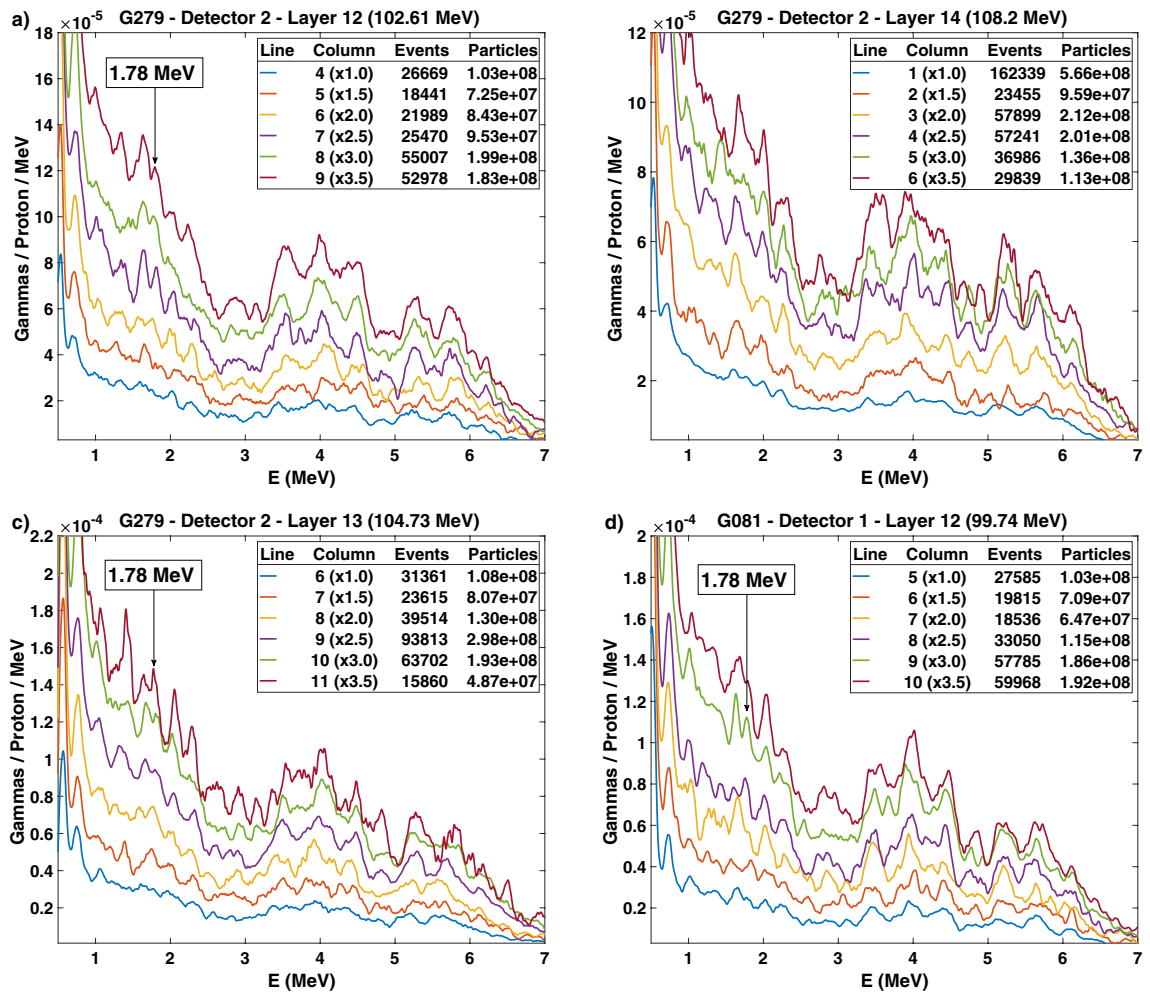 a) G279 - Detector 2 - Layer 12 (102.61 MeV)
×10⁻⁵
Line Column Events Particles
4 (x1.0) 26669 1.03e+08
5 (x1.5) 18441 7.25e+07
6 (x2.0) 21989 8.43e+07
7 (x2.5) 25470 9.53e+07
8 (x3.0) 55007 1.99e+08
9 (x3.5) 52978 1.83e+08
1.78 MeV
18
16
14
12
10
8
6
4
2
Gammas / Proton / MeV
1 2 3 4 5 6 7
E (MeV)
G279 - Detector 2 - Layer 14 (108.2 MeV)
×10⁻⁵
Line Column Events Particles
1 (x1.0) 162339 5.66e+08
2 (x1.5) 23455 9.59e+07
3 (x2.0) 57899 2.12e+08
4 (x2.5) 57241 2.01e+08
5 (x3.0) 36986 1.36e+08
6 (x3.5) 29839 1.13e+08
12
10
8
6
4
2
Gammas / Proton / MeV
1 2 3 4 5 6 7
E (MeV)
c) G279 - Detector 2 - Layer 13 (104.73 MeV)
×10⁻⁴
Line Column Events Particles
6 (x1.0) 31361 1.08e+08
7 (x1.5) 23615 8.07e+07
8 (x2.0) 39514 1.30e+08
9 (x2.5) 93813 2.98e+08
10 (x3.0) 63702 1.93e+08
11 (x3.5) 15860 4.87e+07
1.78 MeV
2.2
2
1.8
1.6
1.4
1.2
1
0.8
0.6
0.4
0.2
Gammas / Proton / MeV
1 2 3 4 5 6 7
E (MeV)
d) G081 - Detector 1 - Layer 12 (99.74 MeV)
×10⁻⁴
Line Column Events Particles
5 (x1.0) 27585 1.03e+08
6 (x1.5) 19815 7.09e+07
7 (x2.0) 18536 6.47e+07
8 (x2.5) 33050 1.15e+08
9 (x3.0) 57785 1.86e+08
10 (x3.5) 59968 1.92e+08
1.78 MeV
2
1.8
1.6
1.4
1.2
1
0.8
0.6
0.4
0.2
Gammas / Proton / MeV
1 2 3 4 5 6 7
E (MeV)